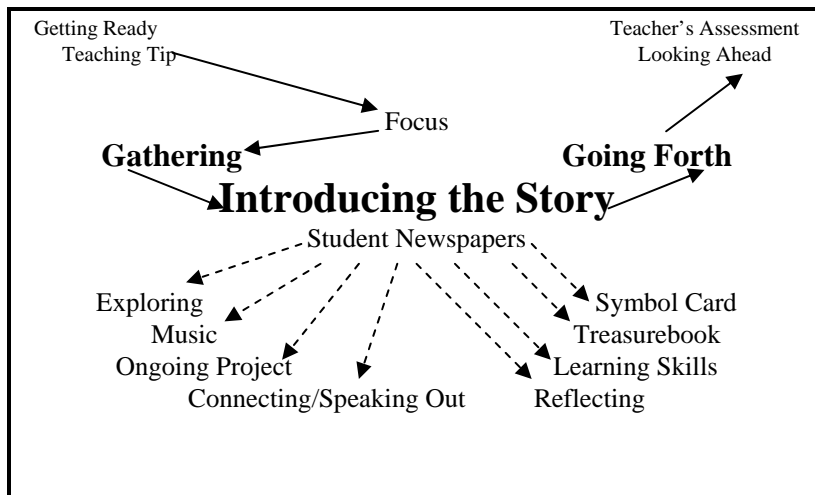 Getting Ready
Teaching Tip
Teacher’s Assessment
Looking Ahead
Focus
Gathering
Going Forth
Introducing the Story
Student Newspapers
Exploring
Music
Ongoing Project
Connecting/Speaking Out
Symbol Card
Treasurebook
Learning Skills
Reflecting